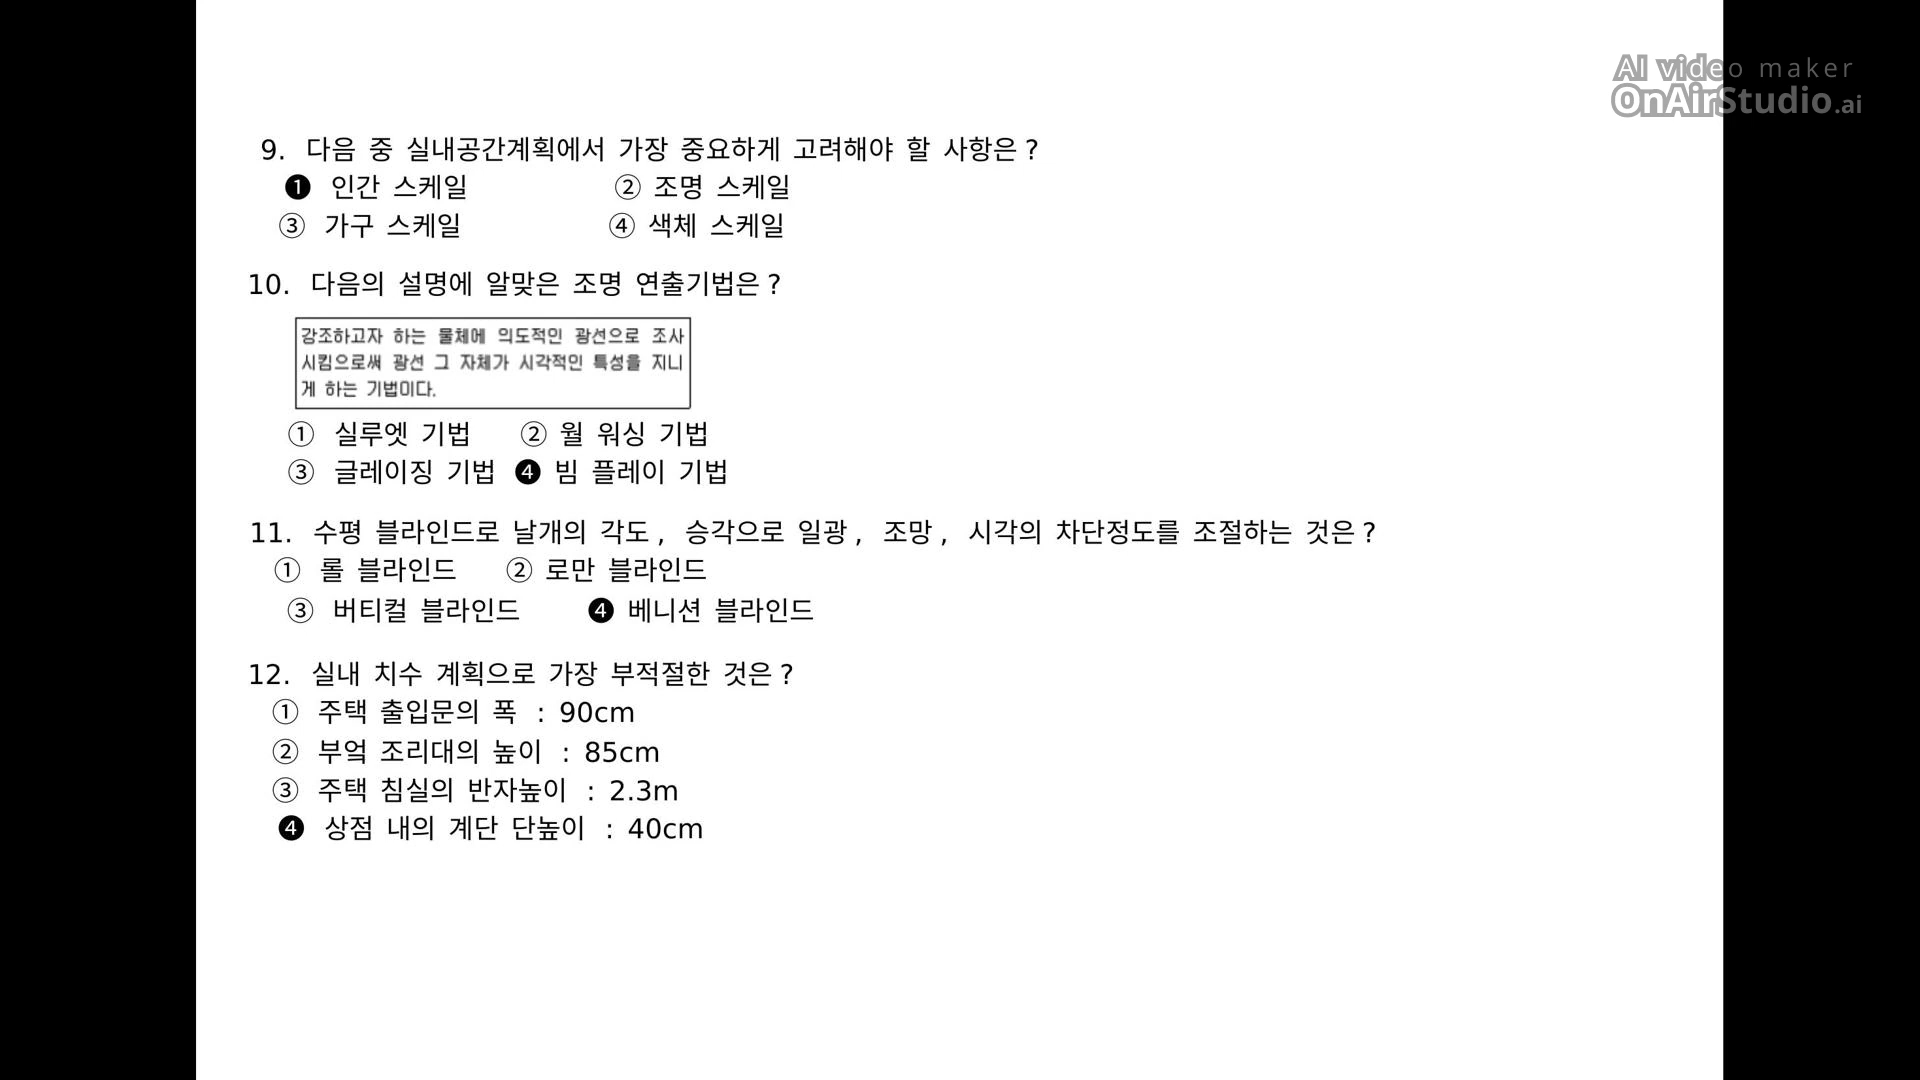 AI video maker
OnAirStudio.ai
9. 다음 중 실내공간계획에서 가장 중요하게 고려해야 할 사항은?
❶ 인간 스케일 ② 조명 스케일
③ 가구 스케일 ④ 색체 스케일
10. 다음의 설명에 알맞은 조명 연출기법은?
강조하고자 하는 물체에 의도적인 광선으로 조사
시킴으로써 광선 그 자체가 시각적인 특성을 지니
게 하는 기법이다.
① 실루엣 기법 ② 월 워싱 기법
③ 글레이징 기법 ❹ 빔 플레이 기법
11. 수평 블라인드로 날개의 각도, 승각으로 일광, 조망, 시각의 차단정도를 조절하는 것은?
① 롤 블라인드 ② 로만 블라인드
③ 버티컬 블라인드 ❹ 베니션 블라인드
12. 실내 치수 계획으로 가장 부적절한 것은?
① 주택 출입문의 폭 : 90cm
② 부엌 조리대의 높이 : 85cm
③ 주택 침실의 반자높이 : 2.3m
❹ 상점 내의 계단 단높이 : 40cm